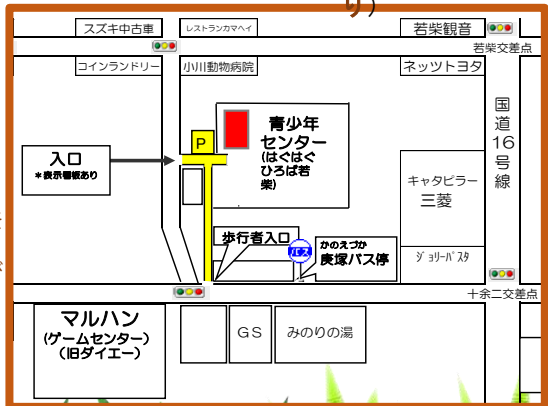 り）
スズキ中古車
レストランカマヘイ
若柴観音
若柴交差点
コインランドリー
小川動物病院
ネッツトヨタ
国道16号線
P
青少年
センター
(はぐはぐ
ひろば若
柴)
入口
＊表示看板あり
キャタピラー
三菱
歩行者入口
バス
かのえづか
庚塚バス停
ジョリーパスタ
十余二交差点
マルハン
(ゲームセンター)
（旧ダイエー）
GS
みのりの湯